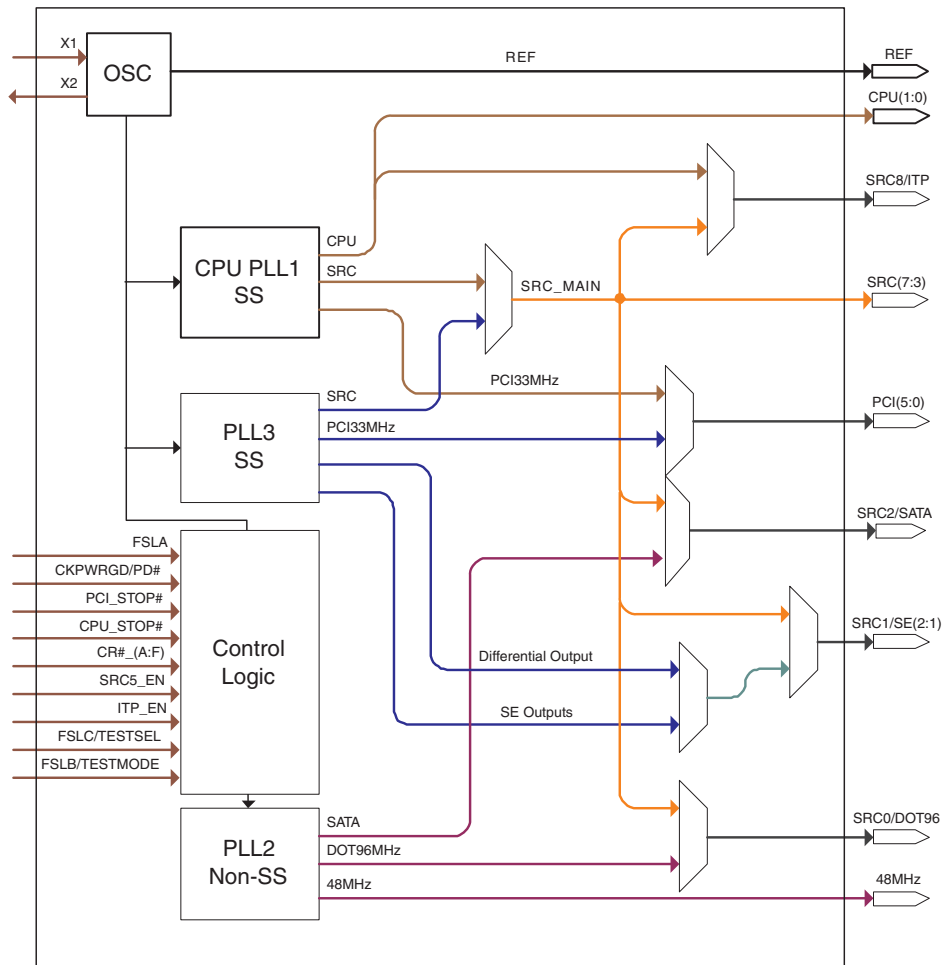 X1
OSC
X2
REF
REF
CPU(1:0)
SRC8/ITP
CPU PLL1
SS
CPU
SRC
SRC_MAIN
SRC(7:3)
PCI33MHz
PLL3
SS
SRC
PCI33MHz
PCI(5:0)
SRC2/SATA
FSLA
CKPWRGD/PD#
PCI_STOP#
CPU_STOP#
CR#_(A:F)
SRC5_EN
ITP_EN
FSLC/TESTSEL
FSLB/TESTMODE
Control
Logic
Differential Output
SE Outputs
SRC1/SE(2:1)
PLL2
Non-SS
SATA
DOT96MHz
48MHz
SRC0/DOT96
48MHz